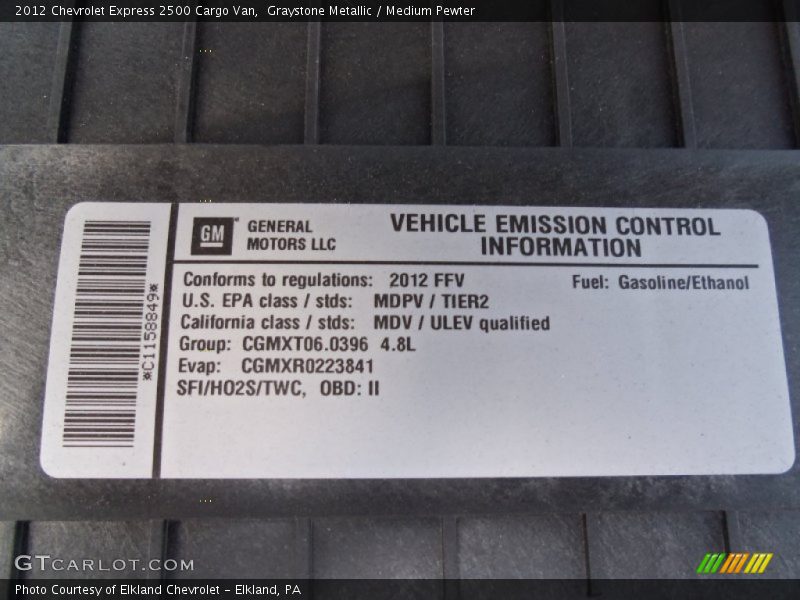 2012 Chevrolet Express 2500 Cargo Van, Graystone Metallic / Medium Pewter
*C1158849*
GM
GENERAL
MOTORS LLC
VEHICLE EMISSION CONTROL
INFORMATION
Conforms to regulations: 2012 FFV Fuel: Gasoline/Ethanol
U.S. EPA class / stds: MDPV / TIER2
California class / stds: MDV / ULEV qualified
Group: CGMXT06.0396 4.8L
Evap: CGMXR0223841
SFI/HO2S/TWC, OBD: II
GTCARLOT.COM
Photo Courtesy of Elkland Chevrolet - Elkland, PA